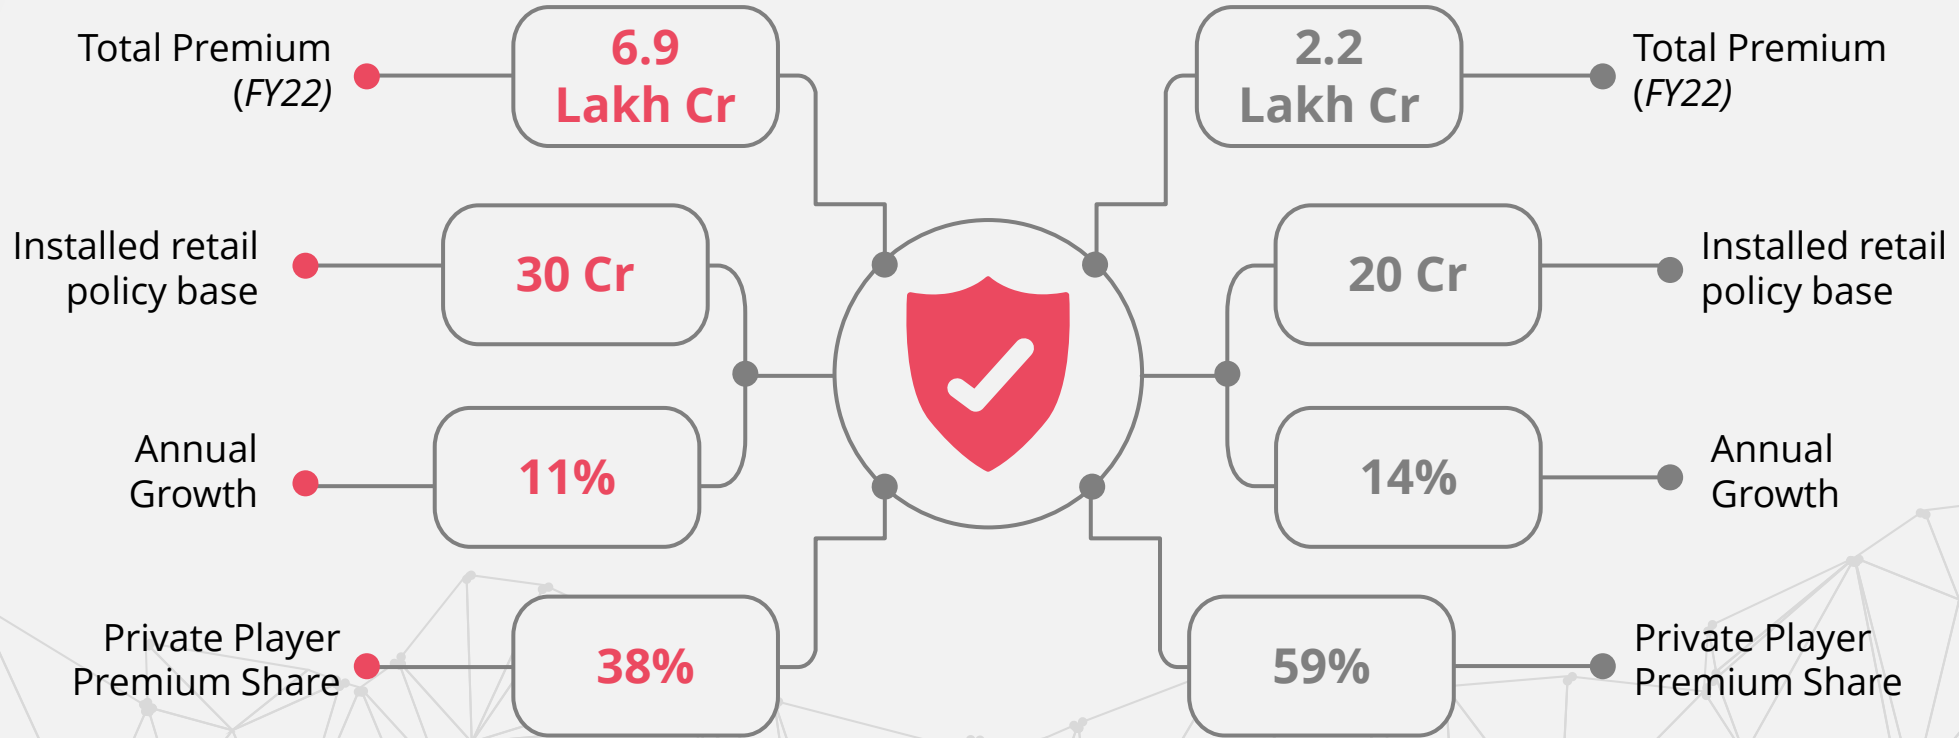 Total Premium
(FY22)
6.9
Lakh Cr
2.2
Lakh Cr
Total Premium
(FY22)
Installed retail
policy base
30 Cr
20 Cr
Installed retail
policy base
Annual
Growth
11%
14%
Annual
Growth
Private Player
Premium Share
38%
59%
Private Player
Premium Share